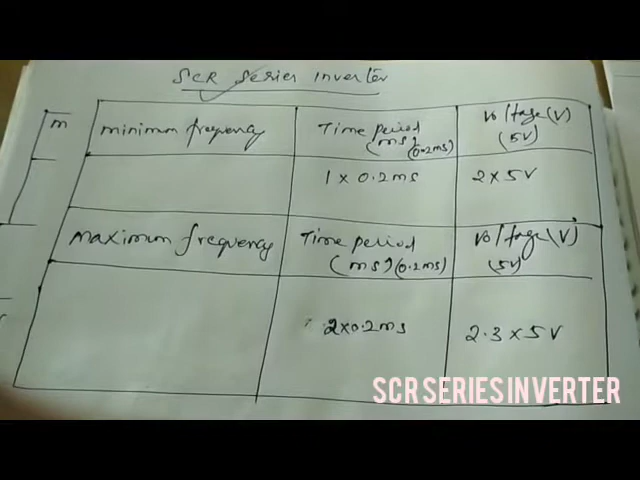 SCR Series Inverter
m
minimum frequency
Time period
(ms)(0.2ms)
Voltage(V)
(5V)
1 x 0.2ms
2 x 5V
maximum frequency
Time period
(ms)(0.2ms)
Voltage(V)
(5V)
2x0.2ms
2.3 x 5V
SCR SERIES INVERTER